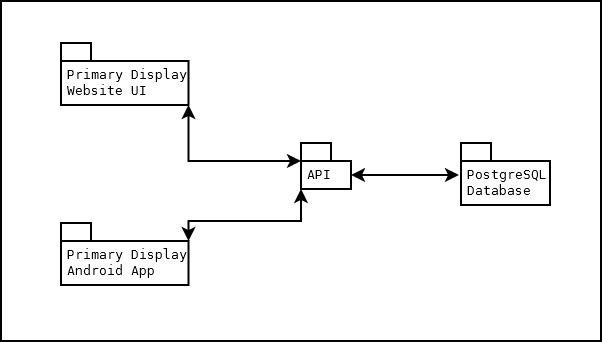 Primary Display
Website UI
API
PostgreSQL
Database
Primary Display
Android App